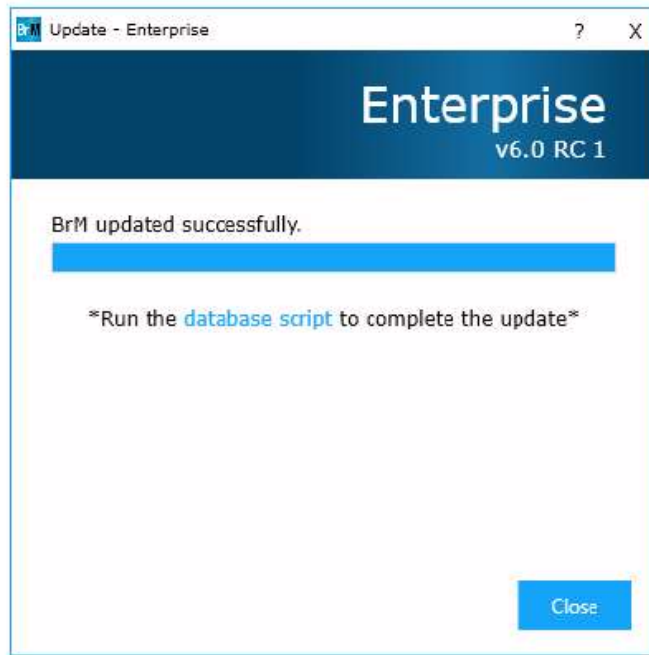 BrM Update - Enterprise ? X
Enterprise
v6.0 RC 1
BrM updated successfully.
*Run the database script to complete the update*
Close